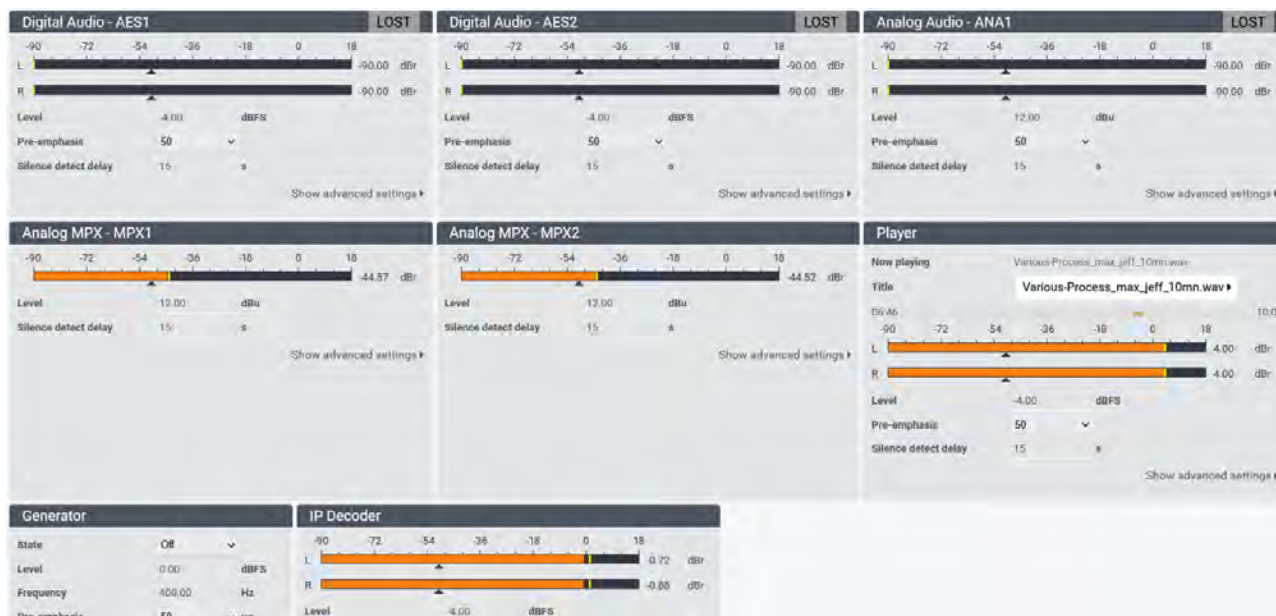 Digital Audio - AES1 LOST
-90 -72 -54 -36 -18 0 18
L -90.00 dBr
R -90.00 dBr
Level -4.00 dBFS
Pre-emphasis 50
Silence detect delay 15 s
Show advanced settings
Digital Audio - AES2 LOST
-90 -72 -54 -36 -18 0 18
L -90.00 dBr
R -90.00 dBr
Level -4.00 dBFS
Pre-emphasis 50
Silence detect delay 15 s
Show advanced settings
Analog Audio - ANA1 LOST
-90 -72 -54 -36 -18 0 18
L -90.00 dBr
R -90.00 dBr
Level 12.00 dBu
Pre-emphasis 50
Silence detect delay 15 s
Show advanced settings
Analog MPX - MPX1
-90 -72 -54 -36 -18 0 18
-44.57 dBr
Level 12.00 dBu
Silence detect delay 15 s
Show advanced settings
Analog MPX - MPX2
-90 -72 -54 -36 -18 0 18
-44.52 dBr
Level 12.00 dBu
Silence detect delay 15 s
Show advanced settings
Player
Now playing Various-Process_max_jeff_10mn.wav
Title Various-Process_max_jeff_10mn.wav
06:46 10:0
-90 -72 -54 -36 -18 0 18
L 4.00 dBr
R 4.00 dBr
Level -4.00 dBFS
Pre-emphasis 50
Silence detect delay 15 s
Show advanced settings
Generator
State Off
Level 0.00 dBFS
Frequency 400.00 Hz
Pre-emphasis 50
IP Decoder
-90 -72 -54 -36 -18 0 18
L -0.72 dBr
R -0.88 dBr
Level -4.00 dBFS